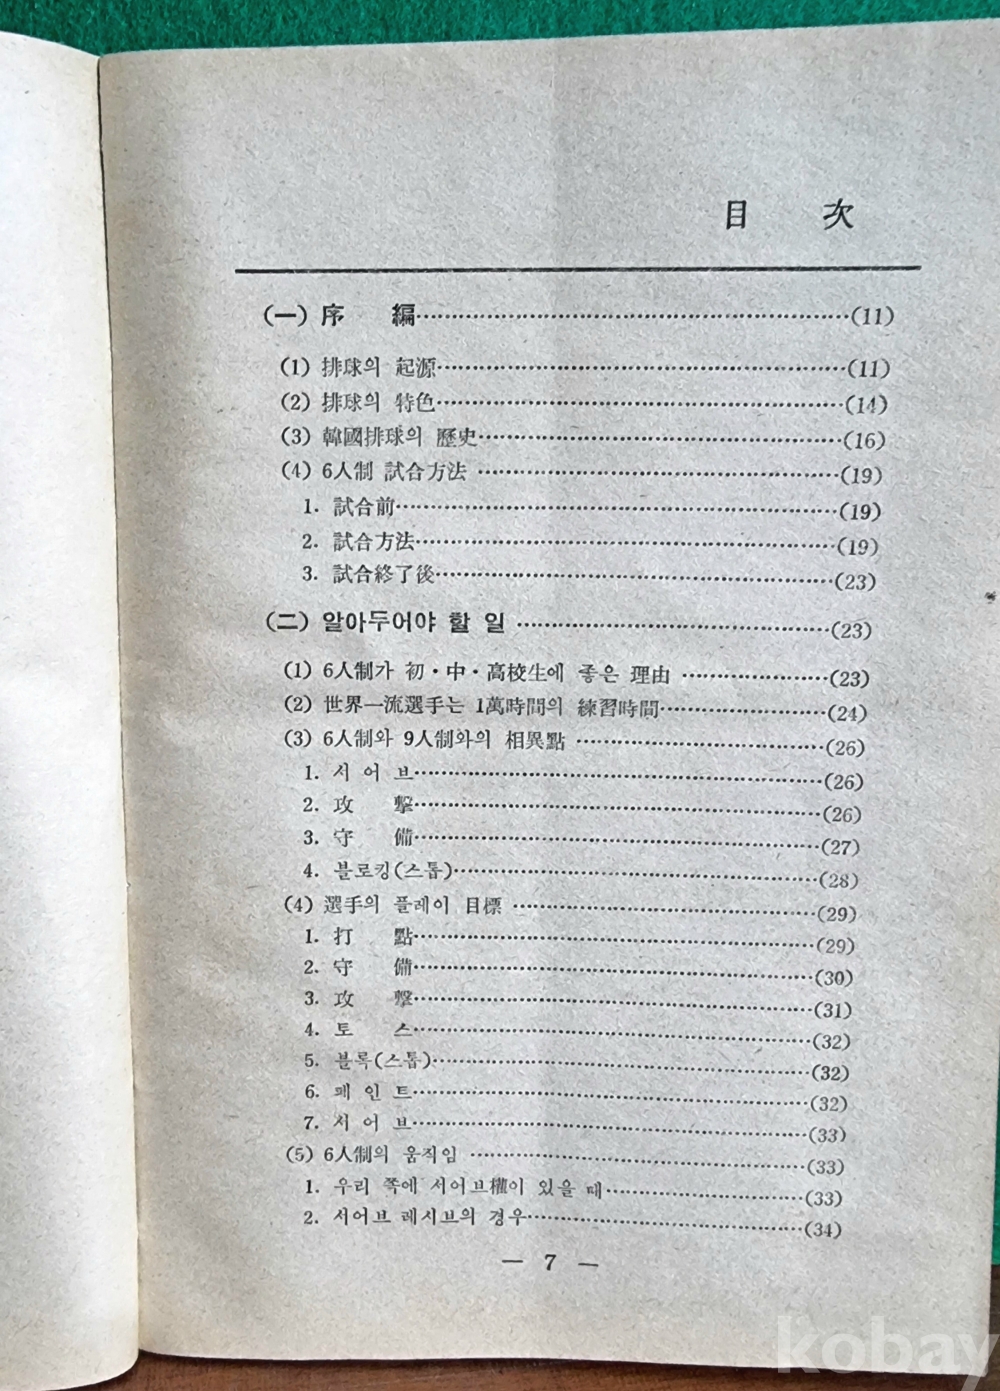 目 次
(一) 序 編………(11)
(1) 排球의 起源………(11)
(2) 排球의 特色………(14)
(3) 韓國排球의 歷史………(16)
(4) 6人制 試合方法………(19)
1. 試合前………(19)
2. 試合方法………(19)
3. 試合終了後………(23)
(二) 알아두어야 할 일………(23)
(1) 6人制가 初・中・高校生에 좋은 理由………(23)
(2) 世界一流選手는 1萬時間의 練習時間………(24)
(3) 6人制와 9人制와의 相異點………(26)
1. 서 어 브………(26)
2. 攻 擊………(26)
3. 守 備………(27)
4. 블로킹(스톱)………(28)
(4) 選手의 플레이 目標………(29)
1. 打 點………(29)
2. 守 備………(30)
3. 攻 擊………(31)
4. 토 스………(32)
5. 블록(스톱)………(32)
6. 페 인 트………(32)
7. 서 어 브………(33)
(5) 6人制의 움직임………(33)
1. 우리 쪽에 서어브權이 있을 때………(33)
2. 서어브 레시브의 경우………(34)
— 7 —
kobay